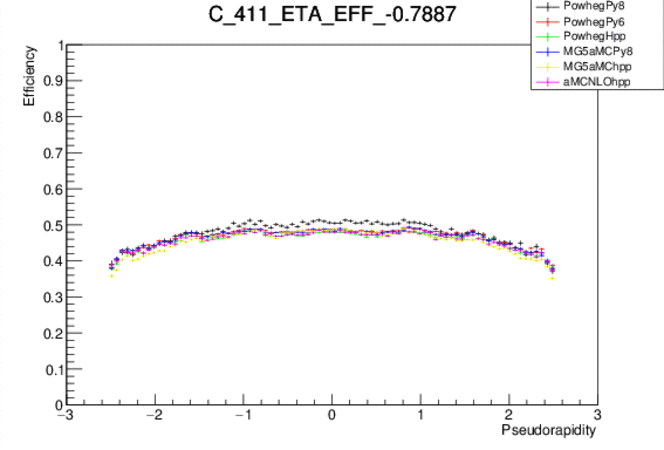 C_411_ETA_EFF_-0.7887
PowhegPy8
PowhegPy6
PowhegHpp
MG5aMCPy8
MG5aMChpp
aMCNLOhpp
Efficiency
1
0.9
0.8
0.7
0.6
0.5
0.4
0.3
0.2
0.1
0
−3 −2 −1 0 1 2 3
Pseudorapidity